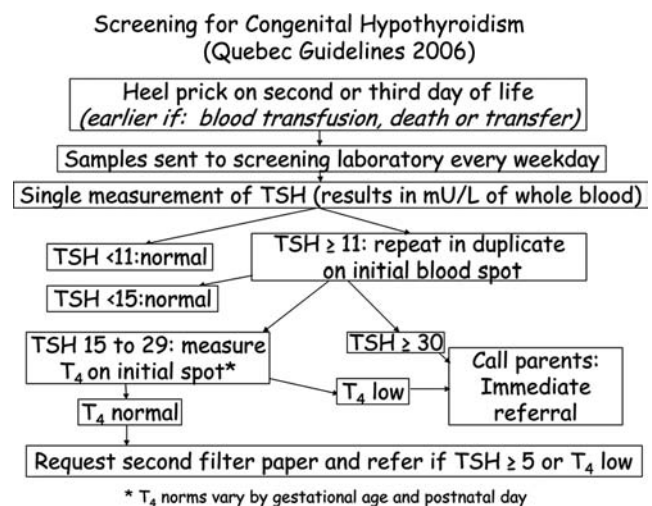 Screening for Congenital Hypothyroidism
(Quebec Guidelines 2006)
Heel prick on second or third day of life
(earlier if: blood transfusion, death or transfer)
Samples sent to screening laboratory every weekday
Single measurement of TSH (results in mU/L of whole blood)
TSH <11:normal
TSH ≥ 11: repeat in duplicate
on initial blood spot
TSH <15:normal
TSH 15 to 29: measure
T₄ on initial spot*
TSH ≥ 30
Call parents:
Immediate
referral
T₄ low
T₄ normal
Request second filter paper and refer if TSH ≥ 5 or T₄ low
* T₄ norms vary by gestational age and postnatal day